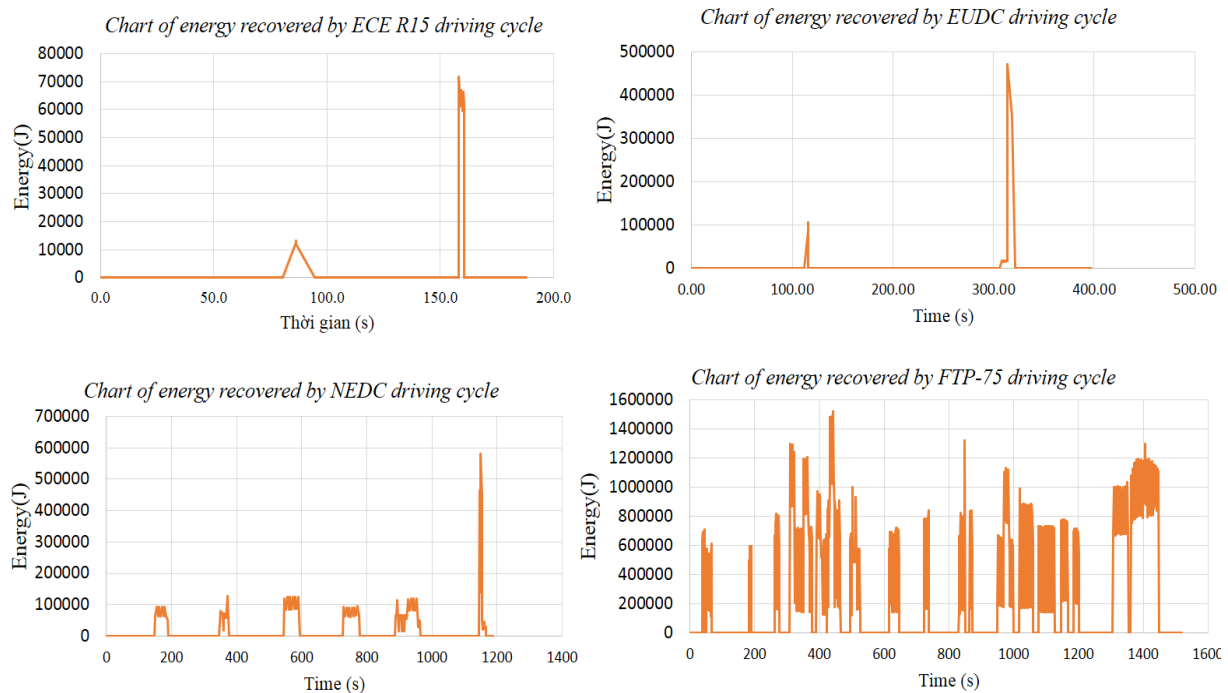 Chart of energy recovered by ECE R15 driving cycle
80000
70000
60000
50000
40000
30000
20000
10000
0
Energy(J)
0.0 50.0 100.0 150.0 200.0
Thời gian (s)
Chart of energy recovered by EUDC driving cycle
500000
400000
300000
200000
100000
0
Energy(J)
0.00 100.00 200.00 300.00 400.00 500.00
Time (s)
Chart of energy recovered by NEDC driving cycle
700000
600000
500000
400000
300000
200000
100000
0
Energy(J)
0 200 400 600 800 1000 1200 1400
Time (s)
Chart of energy recovered by FTP-75 driving cycle
1600000
1400000
1200000
1000000
800000
600000
400000
200000
0
Energy(J)
0 200 400 600 800 1000 1200 1400 1600
Time (s)